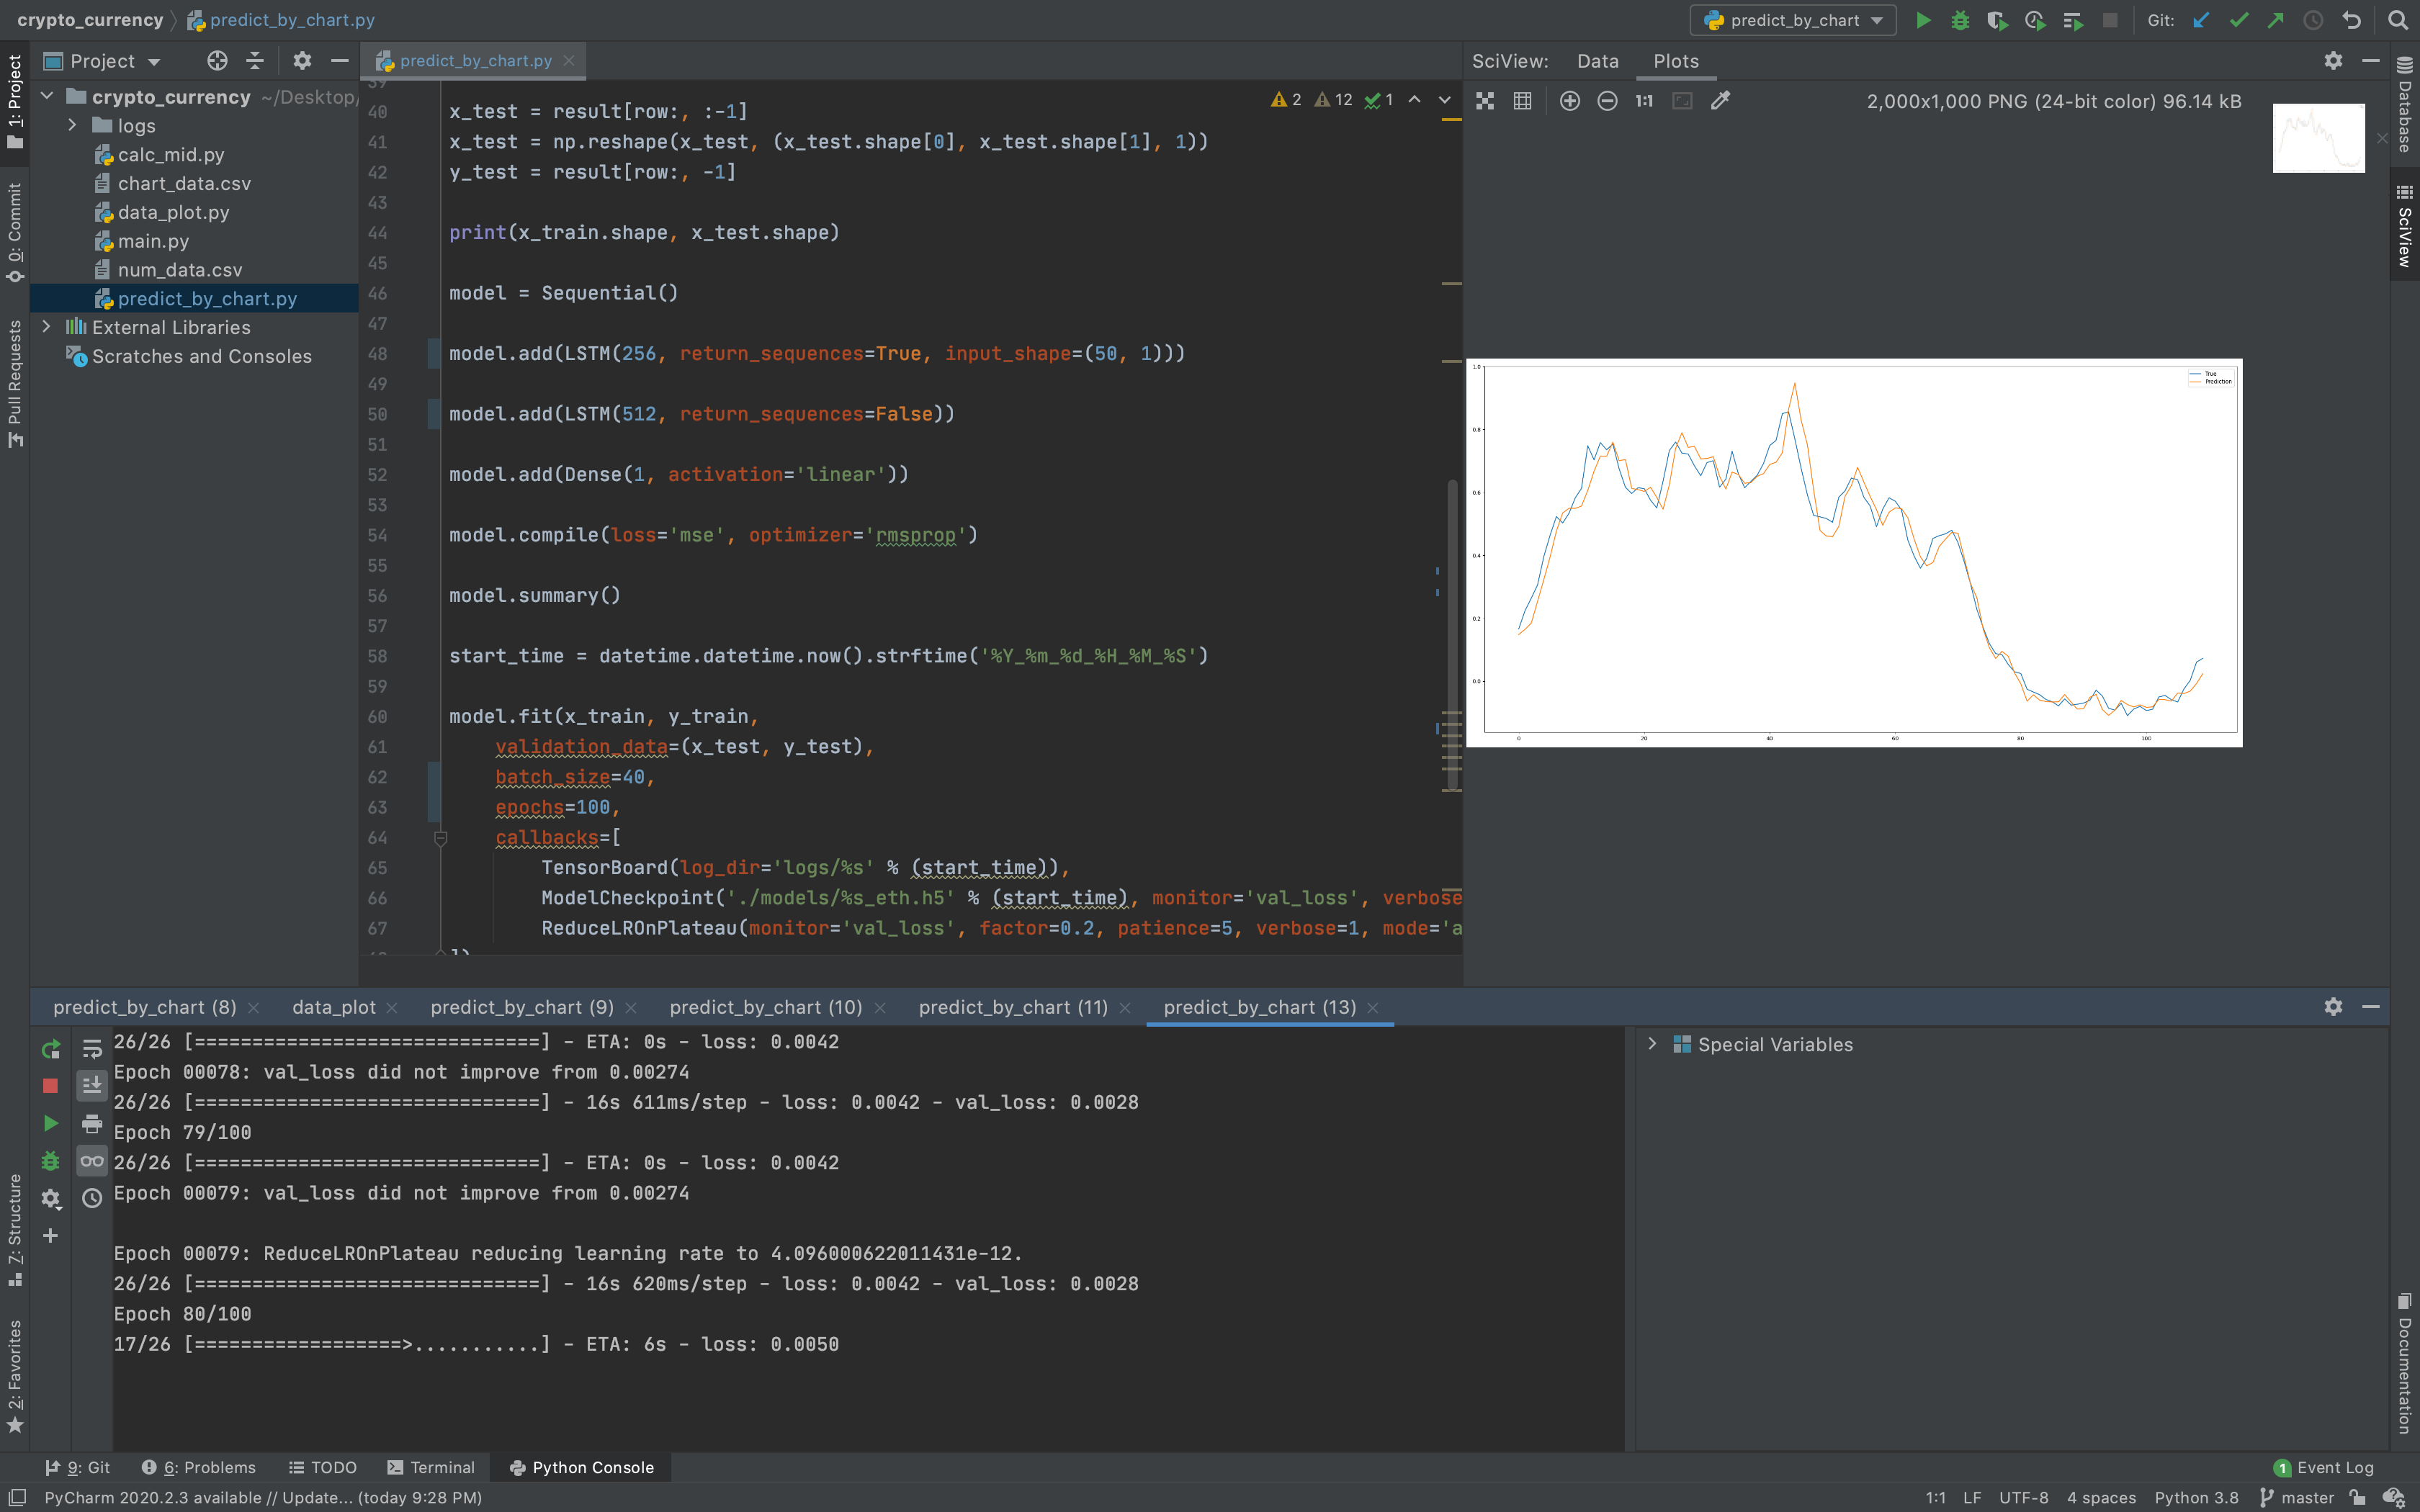 crypto_currency
predict_by_chart.py
predict_by_chart
Git:
1: Project
0: Commit
Pull Requests
7: Structure
2: Favorites
Project
crypto_currency ~/Desktop/
logs
calc_mid.py
chart_data.csv
data_plot.py
main.py
num_data.csv
predict_by_chart.py
External Libraries
Scratches and Consoles
predict_by_chart.py
2 12 1
40 x_test = result[row:, :-1]
41 x_test = np.reshape(x_test, (x_test.shape[0], x_test.shape[1], 1))
42 y_test = result[row:, -1]
43
44 print(x_train.shape, x_test.shape)
45
46 model = Sequential()
47
48 model.add(LSTM(256, return_sequences=True, input_shape=(50, 1)))
49
50 model.add(LSTM(512, return_sequences=False))
51
52 model.add(Dense(1, activation='linear'))
53
54 model.compile(loss='mse', optimizer='rmsprop')
55
56 model.summary()
57
58 start_time = datetime.datetime.now().strftime('%Y_%m_%d_%H_%M_%S')
59
60 model.fit(x_train, y_train,
61 validation_data=(x_test, y_test),
62 batch_size=40,
63 epochs=100,
64 callbacks=[
65 TensorBoard(log_dir='logs/%s' % (start_time)),
66 ModelCheckpoint('./models/%s_eth.h5' % (start_time), monitor='val_loss', verbose
67 ReduceLROnPlateau(monitor='val_loss', factor=0.2, patience=5, verbose=1, mode='a
SciView: Data Plots
1:1
2,000x1,000 PNG (24-bit color) 96.14 kB
True
Prediction
1.0
0.8
0.6
0.4
0.2
0.0
0 20 40 60 80 100
Database
SciView
Documentation
predict_by_chart (8) data_plot predict_by_chart (9) predict_by_chart (10) predict_by_chart (11) predict_by_chart (13)
26/26 [==============================] - ETA: 0s - loss: 0.0042
Epoch 00078: val_loss did not improve from 0.00274
26/26 [==============================] - 16s 611ms/step - loss: 0.0042 - val_loss: 0.0028
Epoch 79/100
26/26 [==============================] - ETA: 0s - loss: 0.0042
Epoch 00079: val_loss did not improve from 0.00274
Epoch 00079: ReduceLROnPlateau reducing learning rate to 4.096000622011431e-12.
26/26 [==============================] - 16s 620ms/step - loss: 0.0042 - val_loss: 0.0028
Epoch 80/100
17/26 [==================>...........] - ETA: 6s - loss: 0.0050
Special Variables
9: Git 6: Problems TODO Terminal Python Console
1 Event Log
PyCharm 2020.2.3 available // Update... (today 9:28 PM)
1:1 LF UTF-8 4 spaces Python 3.8 master